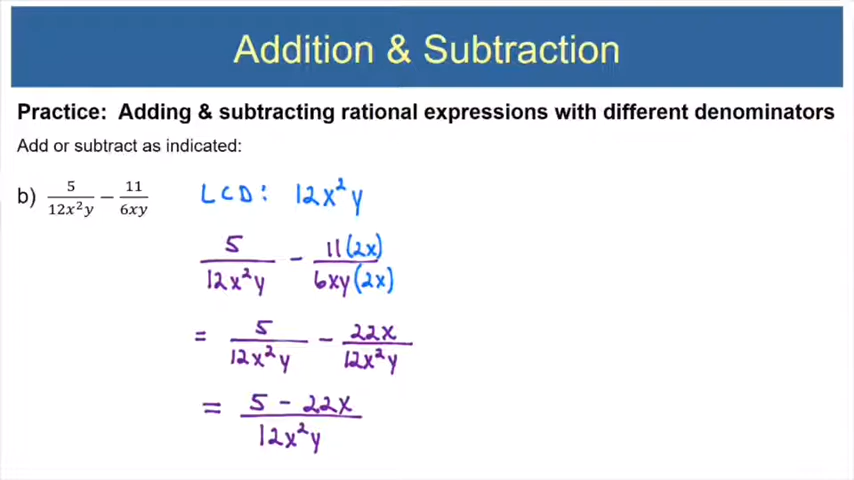 Addition & Subtraction
Practice: Adding & subtracting rational expressions with different denominators
Add or subtract as indicated:
b) 5/(12x²y) − 11/(6xy) LCD: 12x²y
5/(12x²y) − 11(2x)/(6xy(2x))
= 5/(12x²y) − 22x/(12x²y)
= (5 − 22x)/(12x²y)